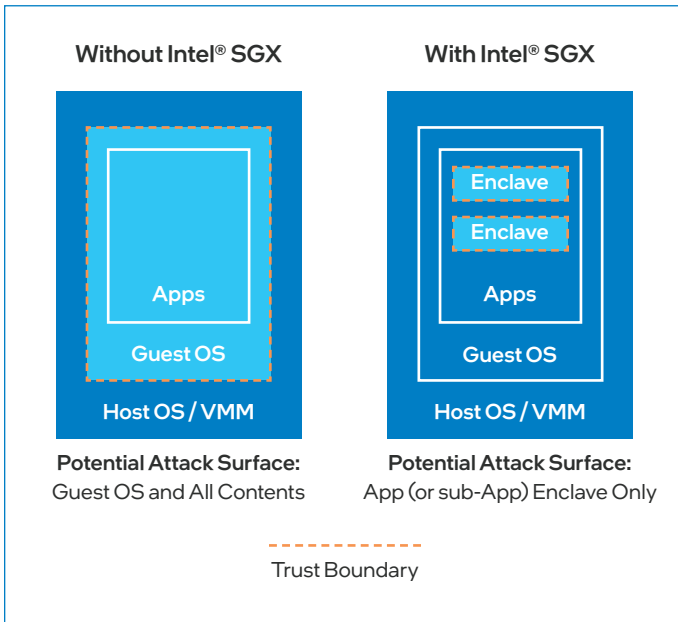 Without Intel® SGX
Apps
Guest OS
Host OS / VMM
Potential Attack Surface:
Guest OS and All Contents
With Intel® SGX
Enclave
Enclave
Apps
Guest OS
Host OS / VMM
Potential Attack Surface:
App (or sub-App) Enclave Only
Trust Boundary